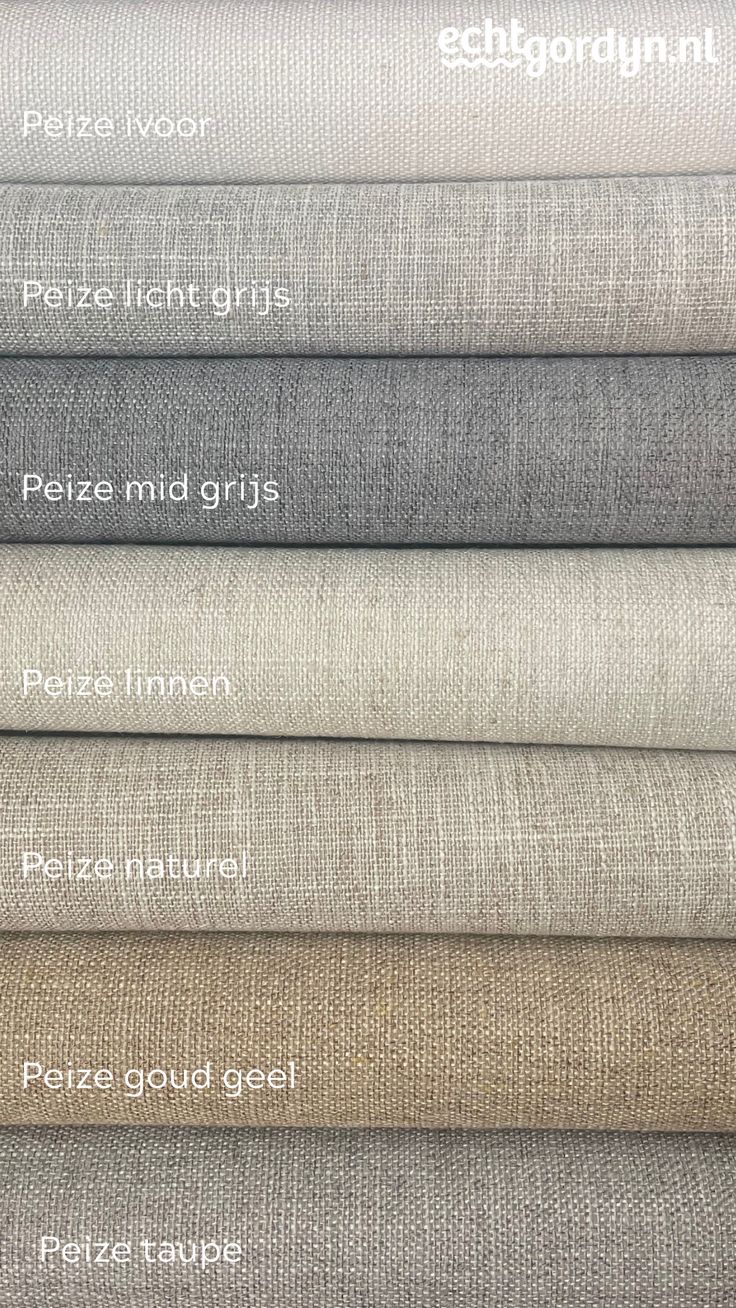 echtgordyn.nl
Peize ivoor
Peize licht grijs
Peize mid grijs
Peize linnen
Peize naturel
Peize goud geel
Peize taupe